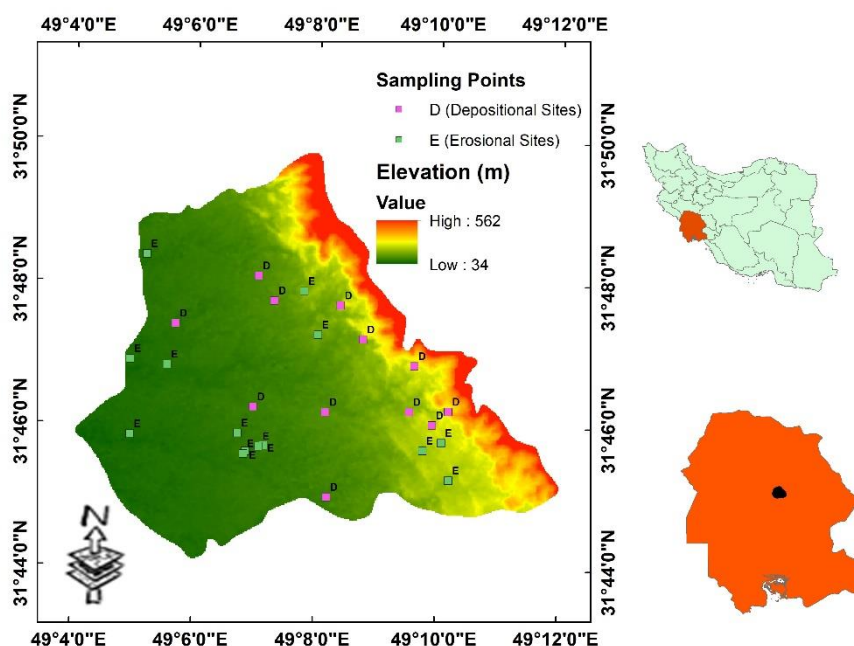 49°4'0"E 49°6'0"E 49°8'0"E 49°10'0"E 49°12'0"E
Sampling Points
D (Depositional Sites)
E (Erosional Sites)
Elevation (m)
Value
High : 562
Low : 34
31°50'0"N
31°48'0"N
31°46'0"N
31°44'0"N
31°50'0"N
31°48'0"N
31°46'0"N
31°44'0"N
E
D
E
D
D
D
E
D
E
E
D
D
D
D
D
D
E
E
E
E
E
E
E
E
E
D
N
49°4'0"E 49°6'0"E 49°8'0"E 49°10'0"E 49°12'0"E